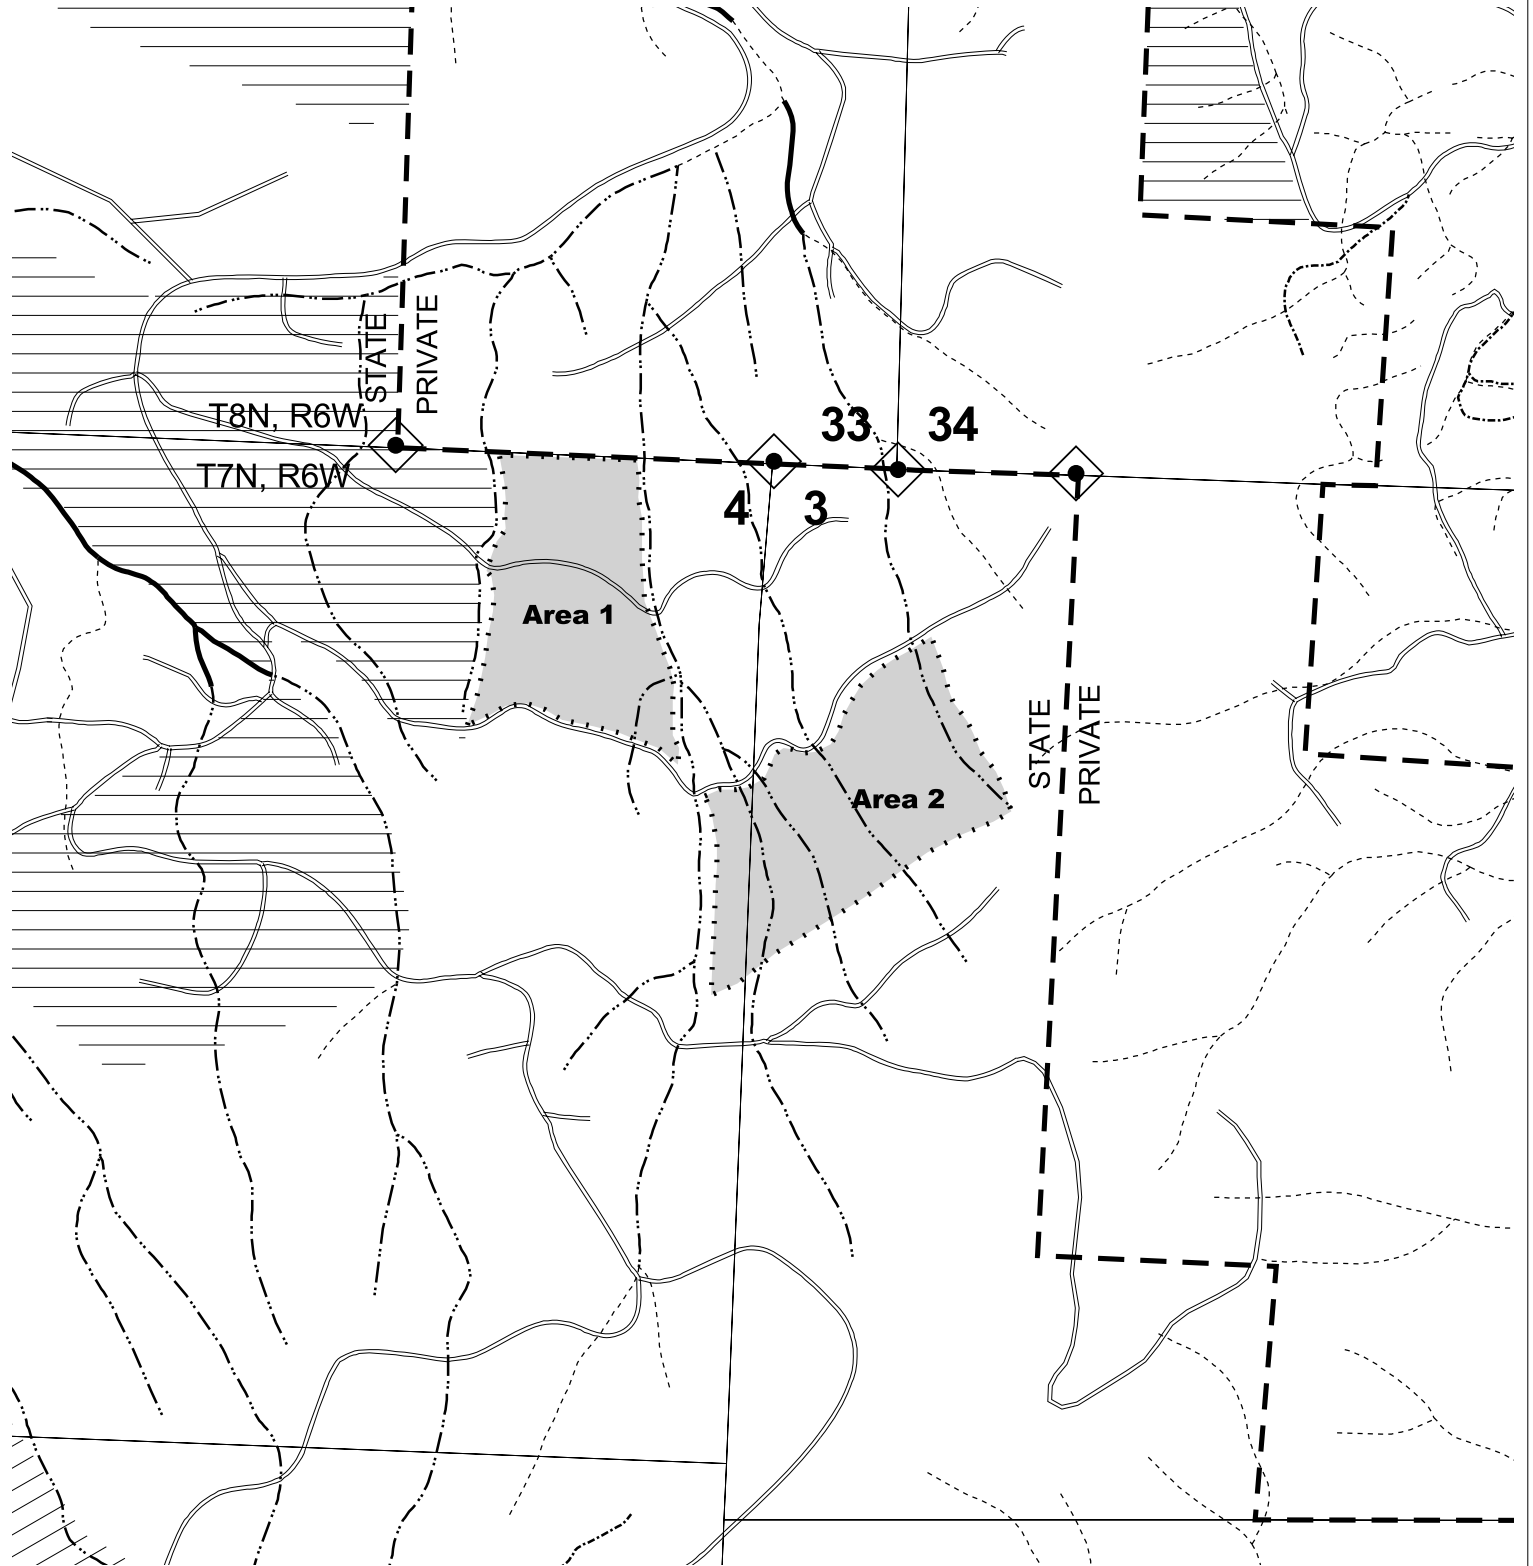 STATE
PRIVATE
T8N, R6W
T7N, R6W
33
34
4
3
Area 1
STATE
PRIVATE
Area 2